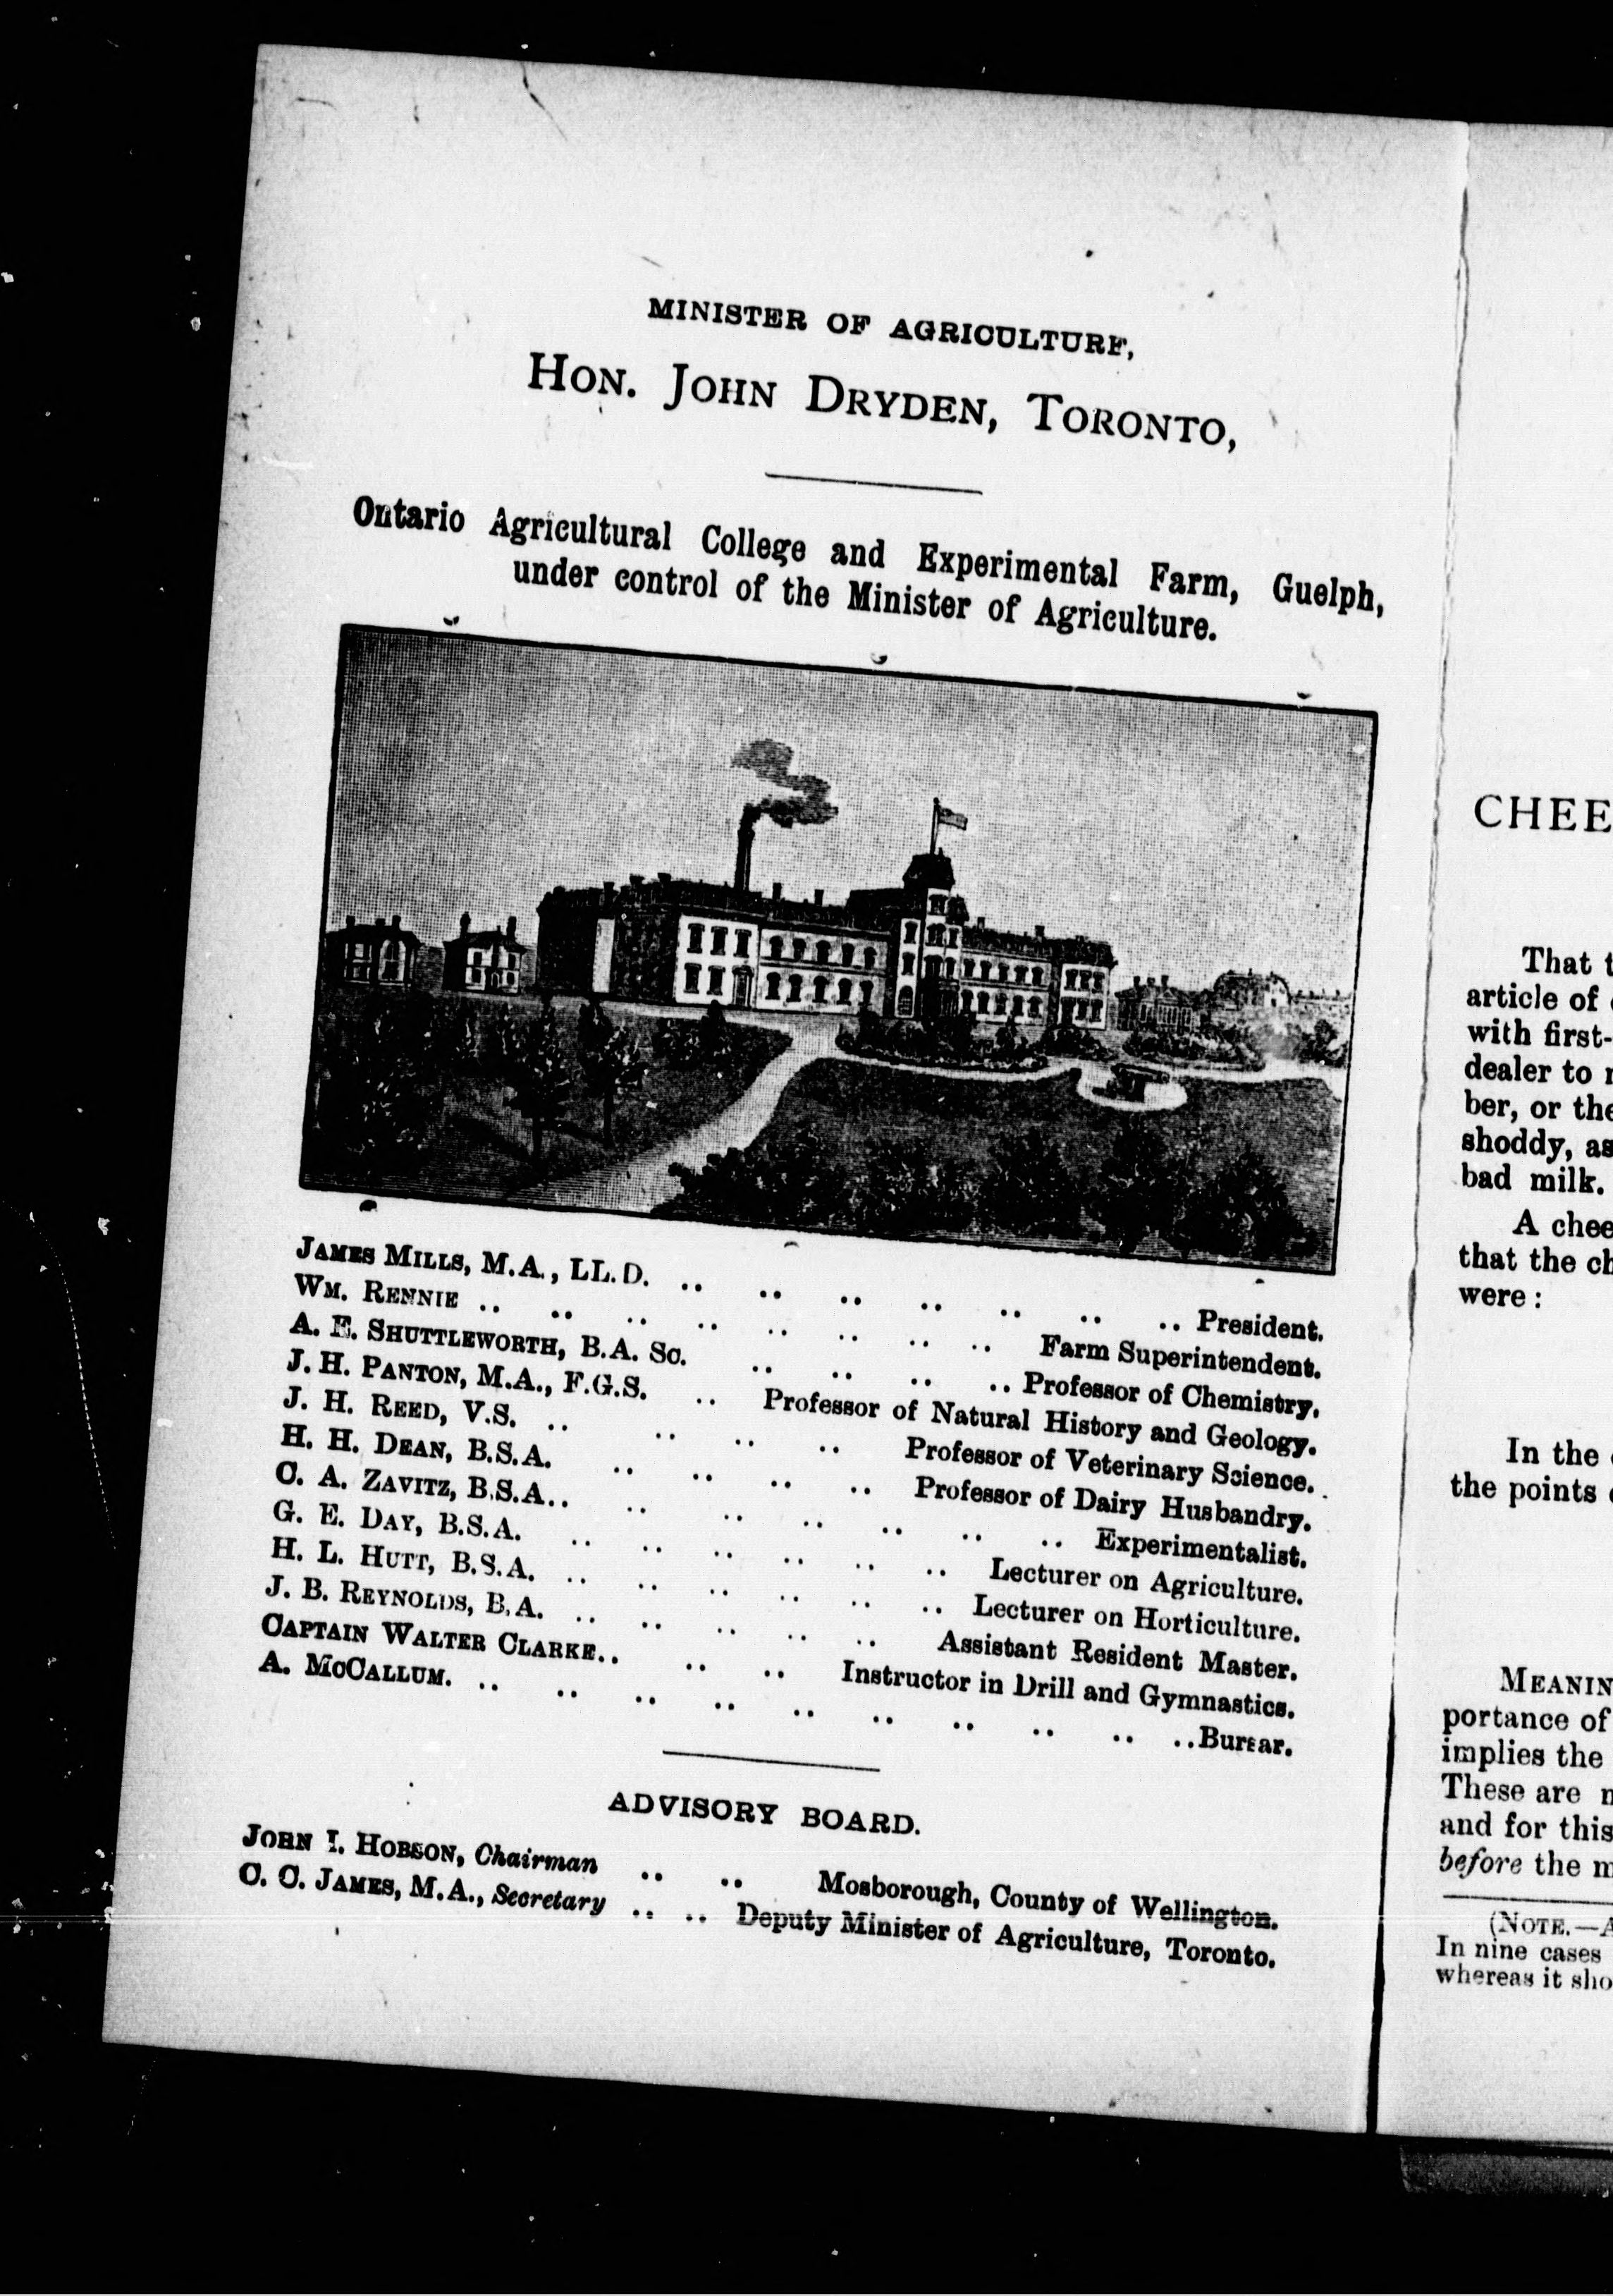 MINISTER OF AGRICULTURE,
HON. JOHN DRYDEN, TORONTO,
Ontario Agricultural College and Experimental Farm, Guelph,
under control of the Minister of Agriculture.
JAMES MILLS, M.A., LL.D. .. .. .. .. .. .. .. President.
WM. RENNIE .. .. .. .. .. .. .. .. Farm Superintendent.
A. E. SHUTTLEWORTH, B.A. Sc. .. .. .. .. Professor of Chemistry.
J. H. PANTON, M.A., F.G.S. .. Professor of Natural History and Geology.
J. H. REED, V.S. .. .. .. .. Professor of Veterinary Science.
H. H. DEAN, B.S.A. .. .. .. .. Professor of Dairy Husbandry.
C. A. ZAVITZ, B.S.A.. .. .. .. .. .. .. Experimentalist.
G. E. DAY, B.S.A. .. .. .. .. .. .. Lecturer on Agriculture.
H. L. HUTT, B.S.A. .. .. .. .. .. .. Lecturer on Horticulture.
J. B. REYNOLDS, B.A. .. .. .. .. .. Assistant Resident Master.
CAPTAIN WALTER CLARKE.. .. .. Instructor in Drill and Gymnastics.
A. MCCALLUM. .. .. .. .. .. .. .. .. .. .. Bursar.
ADVISORY BOARD.
JOHN I. HOBSON, Chairman .. .. Mosborough, County of Wellington.
C. C. JAMES, M.A., Secretary .. .. Deputy Minister of Agriculture, Toronto.
CHEE
That
article of
with first-
dealer to
ber, or the
shoddy, as
bad milk.
A chee
that the ch
were :
In the
the points
MEANIN
portance of
implies the
These are
and for this
before the
(NOTE.—A
In nine cases
whereas it sho